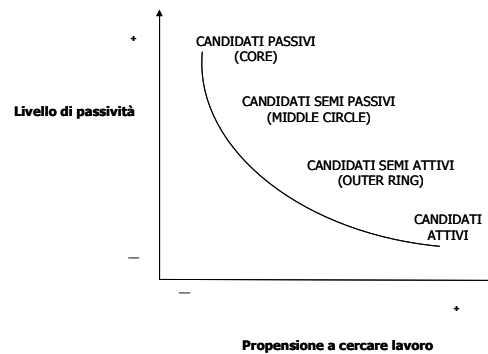 +
CANDIDATI PASSIVI
(CORE)
CANDIDATI SEMI PASSIVI
(MIDDLE CIRCLE)
Livello di passività
CANDIDATI SEMI ATTIVI
(OUTER RING)
CANDIDATI
ATTIVI
—
—
+
Propensione a cercare lavoro